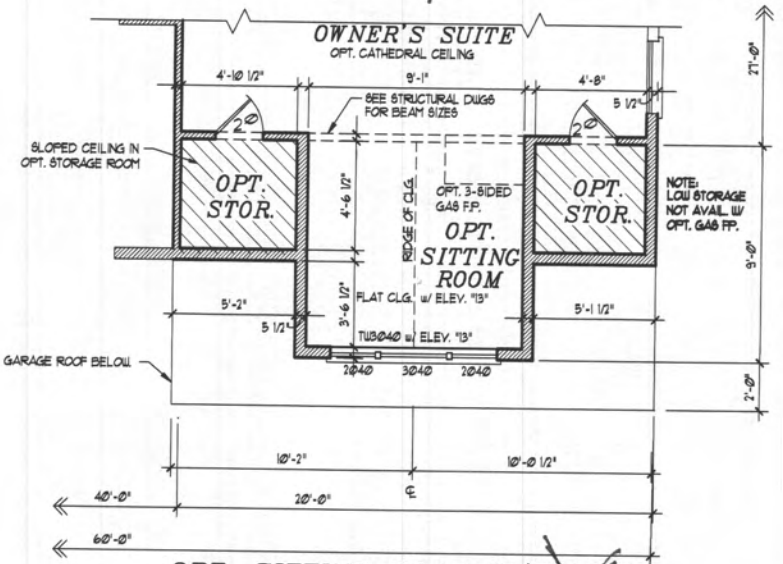 OWNER'S SUITE
OPT. CATHEDRAL CEILING
4'-10 1/2"
9'-1"
4'-8"
27'-0"
5 1/2"
SEE STRUCTURAL DWGS
FOR BEAM SIZES
2Ø
2Ø
SLOPED CEILING IN
OPT. STORAGE ROOM
OPT.
STOR.
4'-6 1/2"
RIDGE OF CLG.
OPT. 3-SIDED
GAS F.P.
OPT.
SITTING
ROOM
OPT.
STOR.
NOTE:
LOW STORAGE
NOT AVAIL. W/
OPT. GAS FP.
9'-0"
FLAT CLG. w/ ELEV. "13"
5'-2"
5 1/2"
3'-6 1/2"
5'-1 1/2"
TW3040 w/ ELEV. "13"
GARAGE ROOF BELOW.
2040
3040
2040
2'-0"
10'-2"
10'-0 1/2"
℄
40'-0"
20'-0"
60'-0"